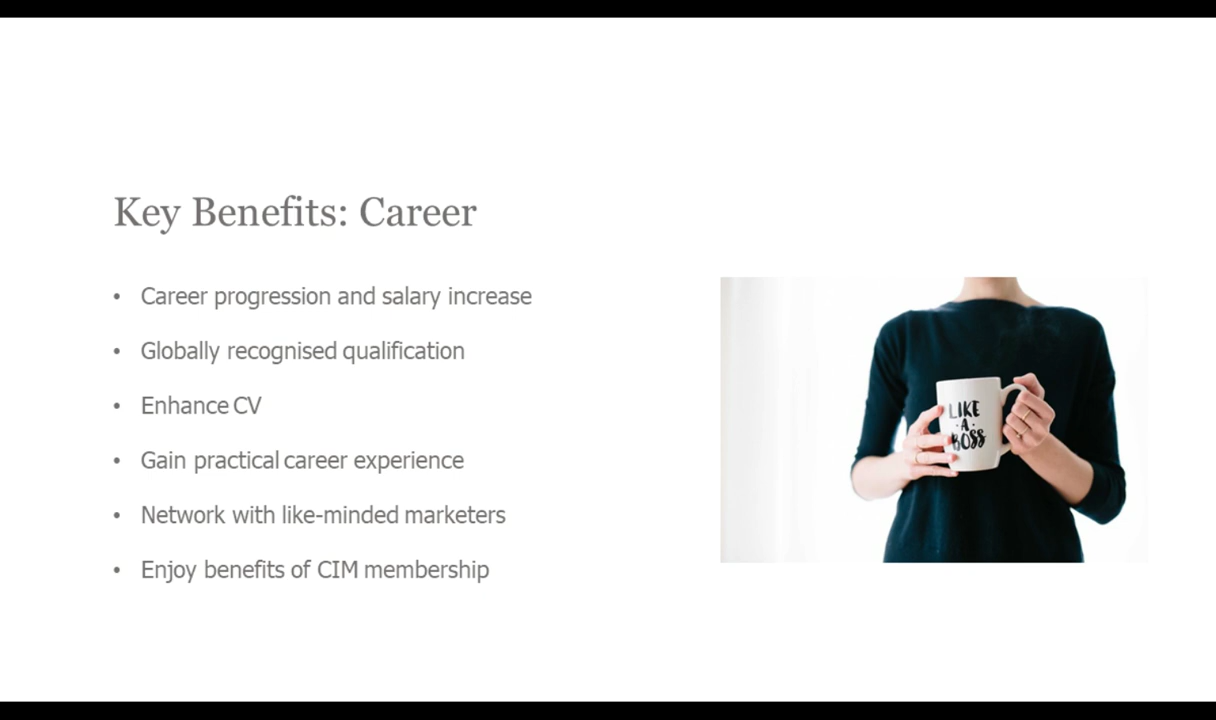 Key Benefits: Career
• Career progression and salary increase
• Globally recognised qualification
• Enhance CV
• Gain practical career experience
• Network with like-minded marketers
• Enjoy benefits of CIM membership
LIKE
·A·
BOSS